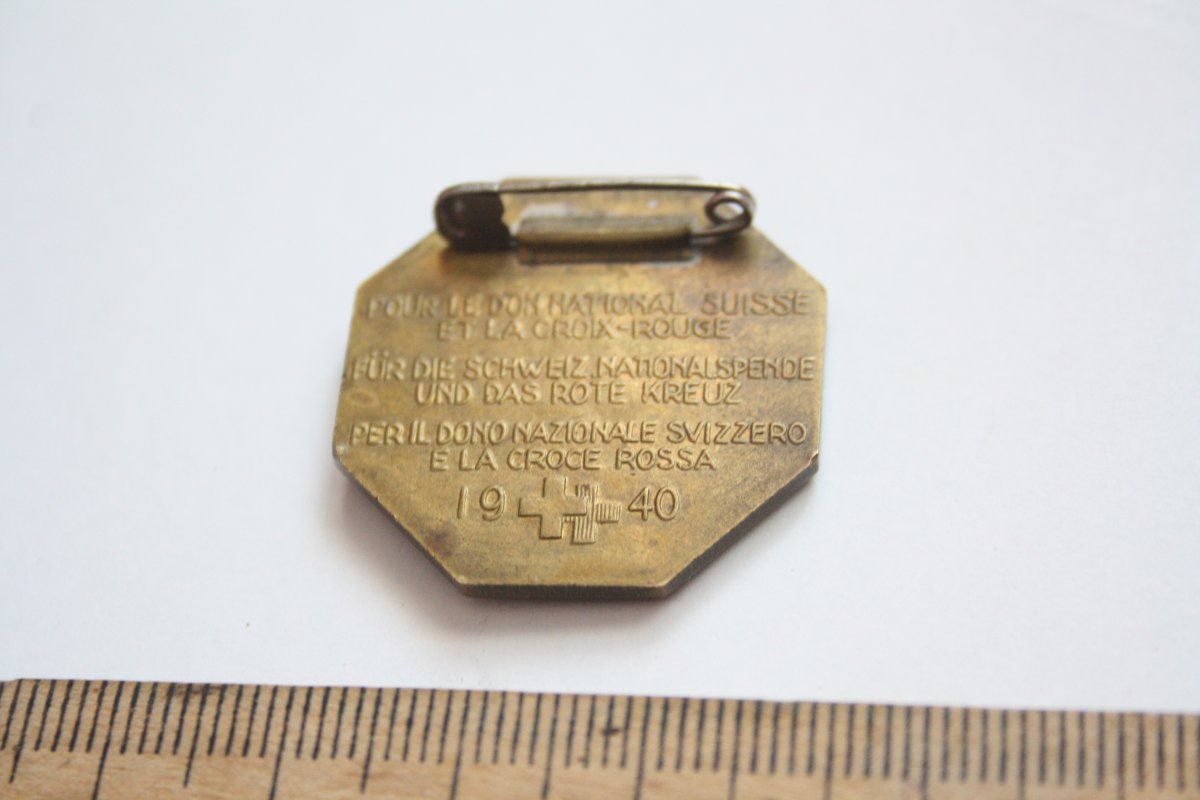 POUR LE DON NATIONAL SUISSE
ET LA CROIX-ROUGE
FÜR DIE SCHWEIZ. NATIONALSPENDE
UND DAS ROTE KREUZ
PER IL DONO NAZIONALE SVIZZERO
E LA CROCE ROSSA
19 40